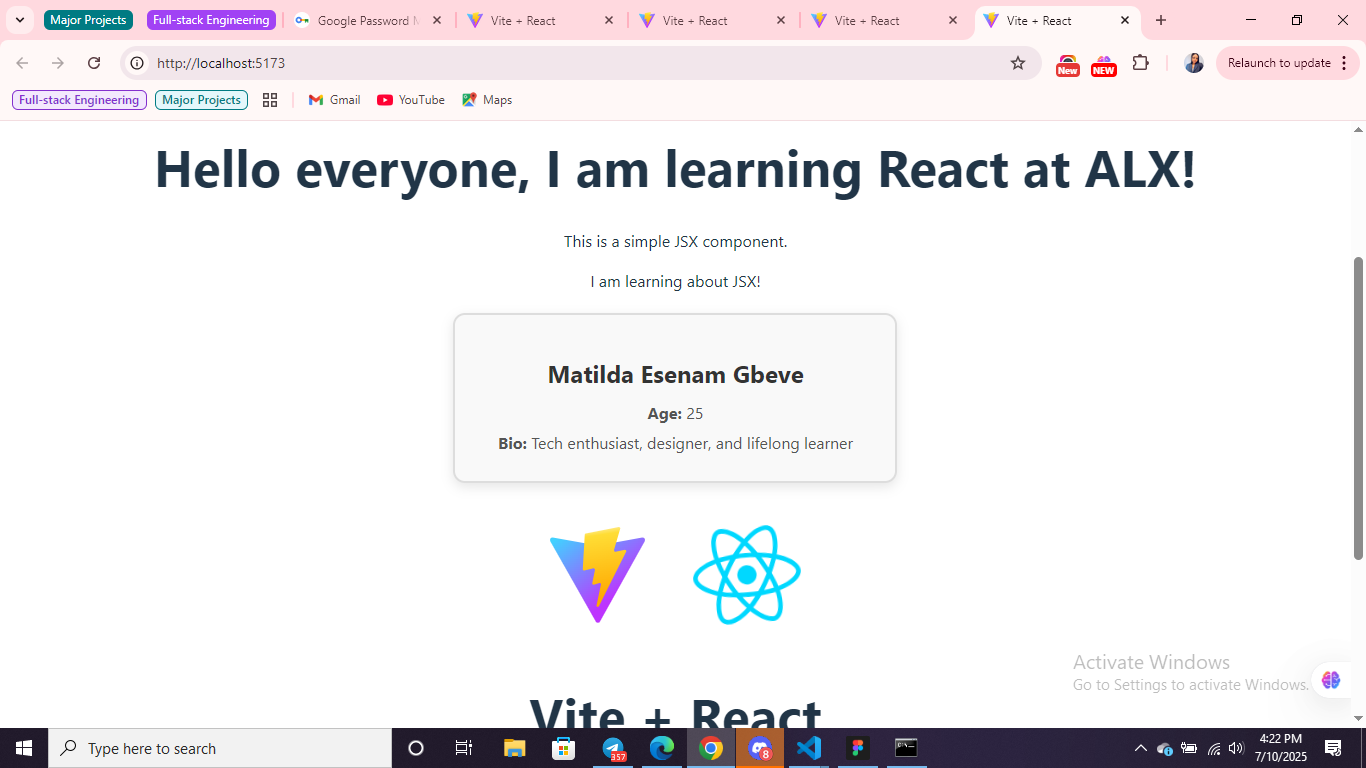 Major Projects
Full-stack Engineering
Google Password
Vite + React
Vite + React
Vite + React
Vite + React
http://localhost:5173
New
NEW
Relaunch to update
Full-stack Engineering
Major Projects
Gmail
YouTube
Maps
Hello everyone, I am learning React at ALX!
This is a simple JSX component.
I am learning about JSX!
Matilda Esenam Gbeve
Age: 25
Bio: Tech enthusiast, designer, and lifelong learner
Activate Windows
Go to Settings to activate Windows.
Vite + React
Type here to search
357
8
4:22 PM
7/10/2025